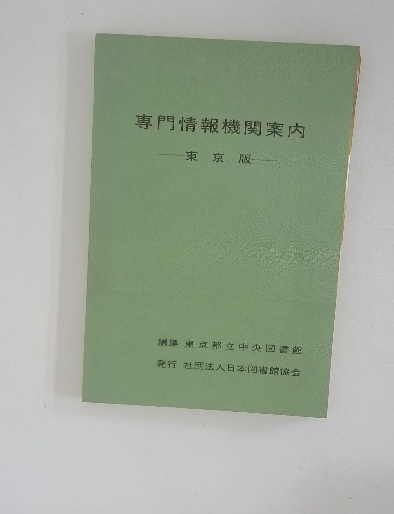 専門情報機関案内
——東京版——
編集 東京都立中央図書館
発行 社団法人日本図書館協会